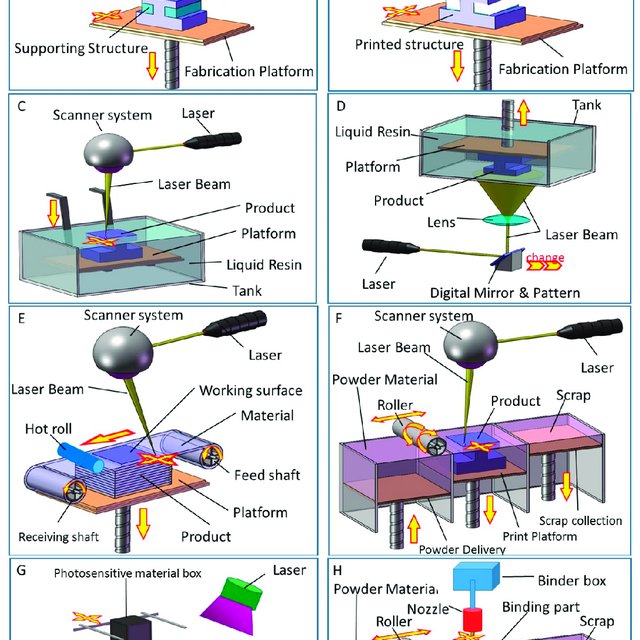 Supporting Structure
Fabrication Platform
Printed structure
Fabrication Platform
C
Scanner system
Laser
Laser Beam
Product
Platform
Liquid Resin
Tank
D
Tank
Liquid Resin
Platform
Product
Lens
Laser Beam
change
Laser
Digital Mirror & Pattern
E
Scanner system
Laser
Laser Beam
Working surface
Material
Hot roll
Feed shaft
Platform
Receiving shaft
Product
F
Scanner system
Laser Beam
Laser
Powder Material
Product
Scrap
Roller
Scrap collection
Print Platform
Powder Delivery
G
Photosensitive material box
Laser
H
Binder box
Powder Material
Nozzle
Binding part
Roller
Scrap